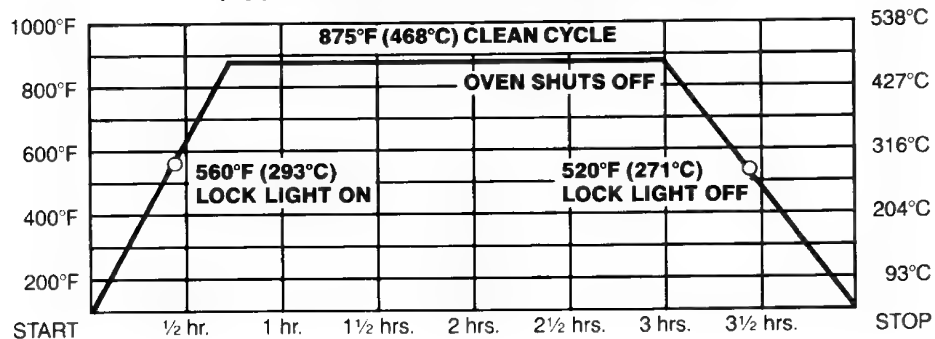 1000°F
538°C
875°F (468°C) CLEAN CYCLE
OVEN SHUTS OFF
800°F
427°C
600°F
316°C
560°F (293°C)
LOCK LIGHT ON
520°F (271°C)
LOCK LIGHT OFF
400°F
204°C
200°F
93°C
START
½ hr.
1 hr.
1½ hrs.
2 hrs.
2½ hrs.
3 hrs.
3½ hrs.
STOP